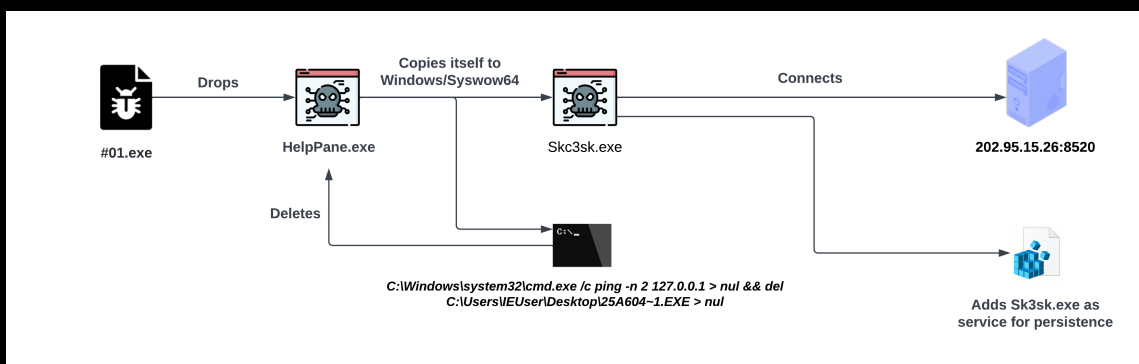 Drops
Copies itself to
Windows/Syswow64
Connects
#01.exe
HelpPane.exe
Skc3sk.exe
202.95.15.26:8520
Deletes
C:\._
C:\Windows\system32\cmd.exe /c ping -n 2 127.0.0.1 > nul && del
C:\Users\IEUser\Desktop\25A604~1.EXE > nul
Adds Sk3sk.exe as
service for persistence